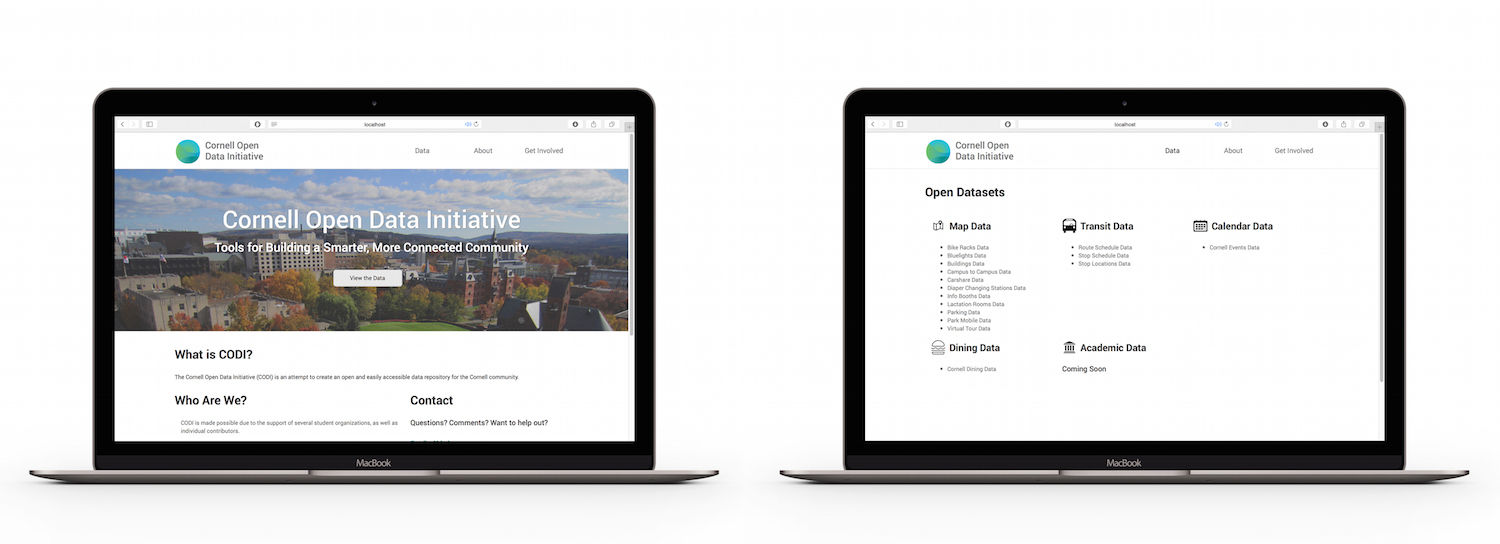 localhost
Cornell Open
Data Initiative
Data
About
Get Involved
Cornell Open Data Initiative
Tools for Building a Smarter, More Connected Community
View the Data
What is CODI?
The Cornell Open Data Initiative (CODI) is an attempt to create an open and easily accessible data repository for the Cornell community.
Who Are We?
CODI is made possible due to the support of several student organizations, as well as
individual contributors.
Contact
Questions? Comments? Want to help out?
MacBook
localhost
Cornell Open
Data Initiative
Data
About
Get Involved
Open Datasets
Map Data
Bike Racks Data
Bluelights Data
Buildings Data
Campus to Campus Data
Carshare Data
Diaper Changing Stations Data
Info Booths Data
Lactation Rooms Data
Parking Data
Park Mobile Data
Virtual Tour Data
Transit Data
Route Schedule Data
Stop Schedule Data
Stop Locations Data
Calendar Data
Cornell Events Data
Dining Data
Cornell Dining Data
Academic Data
Coming Soon
MacBook